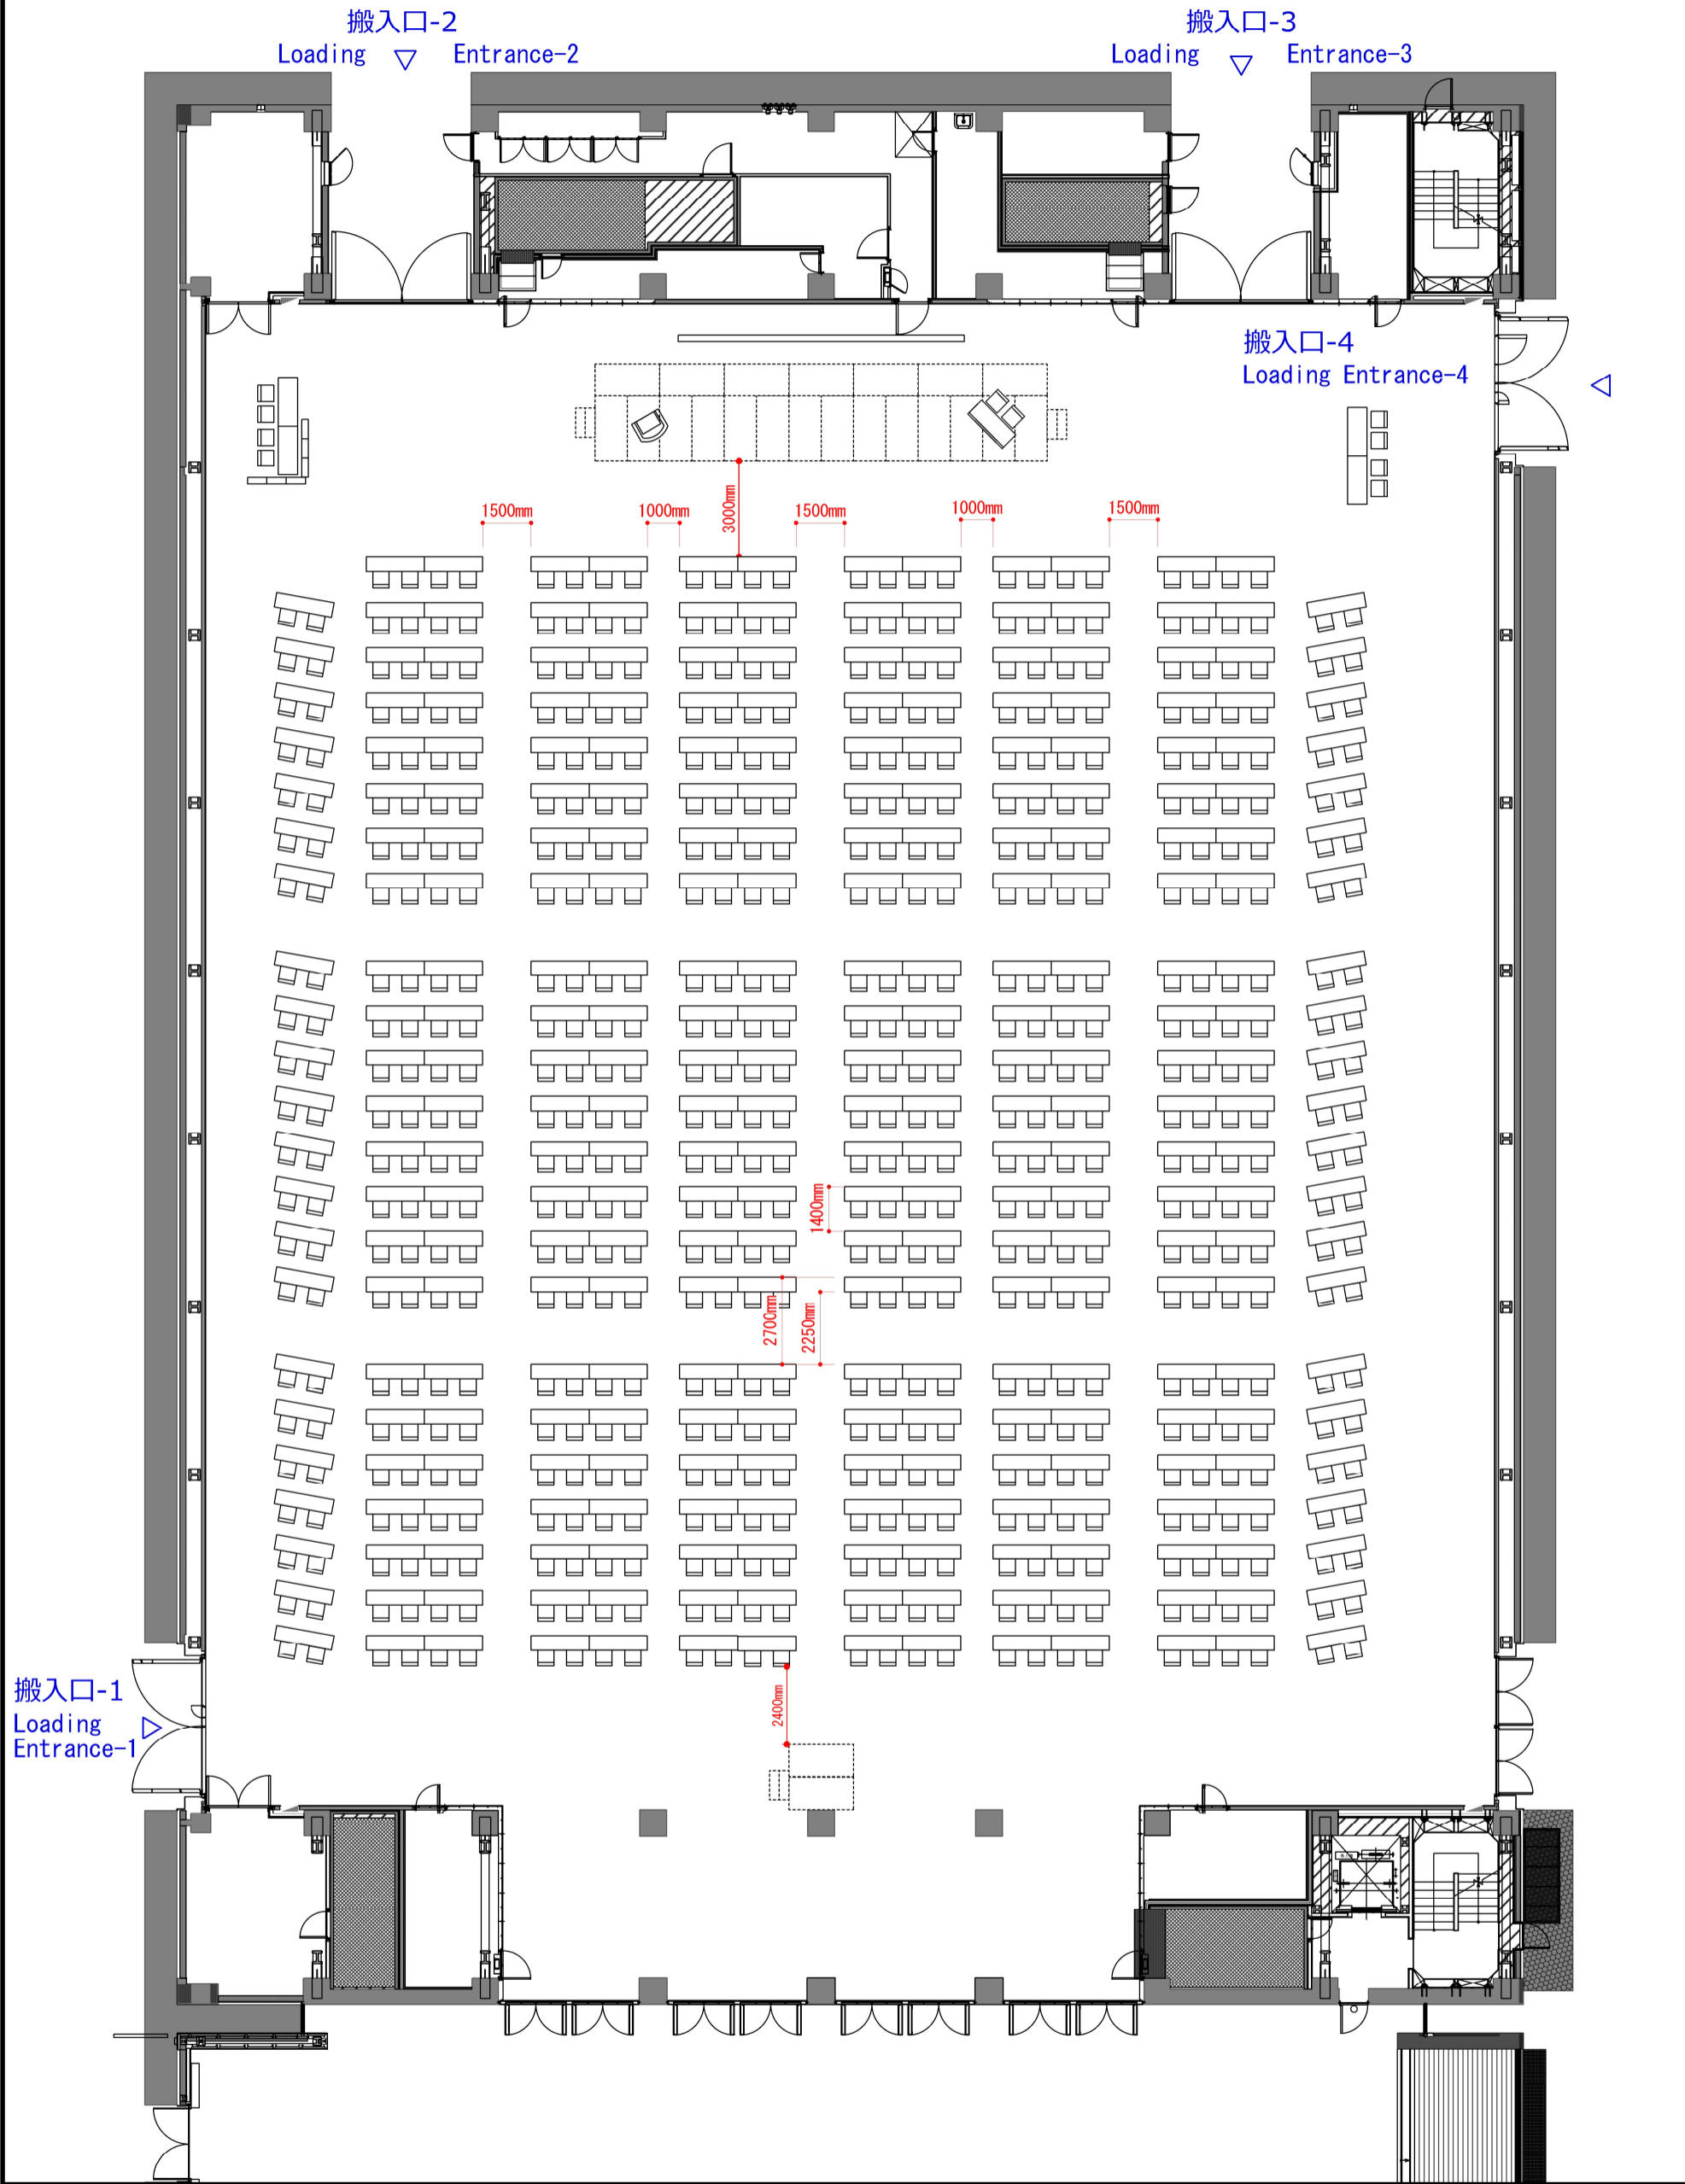 搬入口-2
Loading Entrance-2
搬入口-3
Loading Entrance-3
搬入口-4
Loading Entrance-4
1500mm
1000mm
3000mm
1500mm
1000mm
1500mm
1400mm
2700mm
2250mm
2400mm
搬入口-1
Loading
Entrance-1